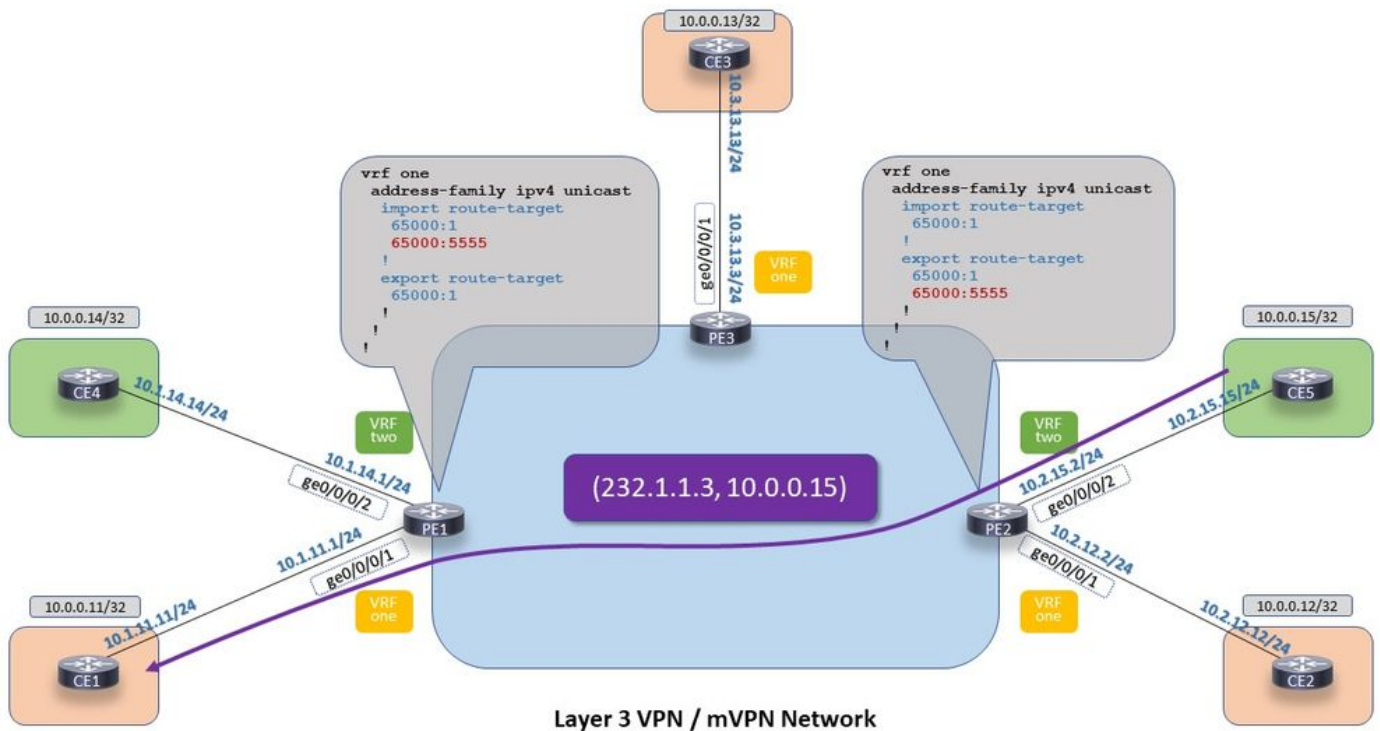 10.0.0.13/32
CE3
10.3.13.13/24
vrf one
address-family ipv4 unicast
import route-target
65000:1
65000:5555
!
export route-target
65000:1
!
!
!
vrf one
address-family ipv4 unicast
import route-target
65000:1
!
export route-target
65000:1
65000:5555
!
!
!
ge0/0/0/1
10.3.13.3/24
VRF
one
PE3
10.0.0.14/32
CE4
10.1.14.14/24
10.0.0.15/32
CE5
10.2.15.15/24
VRF
two
10.1.14.1/24
ge0/0/0/2
VRF
two
10.2.15.2/24
ge0/0/0/2
(232.1.1.3, 10.0.0.15)
PE1
PE2
10.1.11.1/24
ge0/0/0/1
10.2.12.2/24
ge0/0/0/1
VRF
one
VRF
one
10.0.0.11/32
10.1.11.11/24
CE1
10.0.0.12/32
10.2.12.12/24
CE2
Layer 3 VPN / mVPN Network